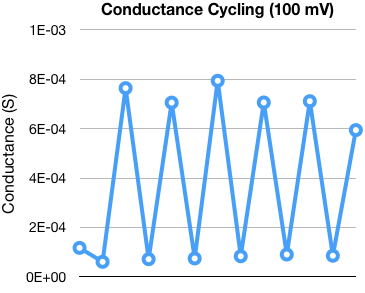 Conductance Cycling (100 mV)
1E-03
8E-04
6E-04
4E-04
2E-04
0E+00
Conductance (S)